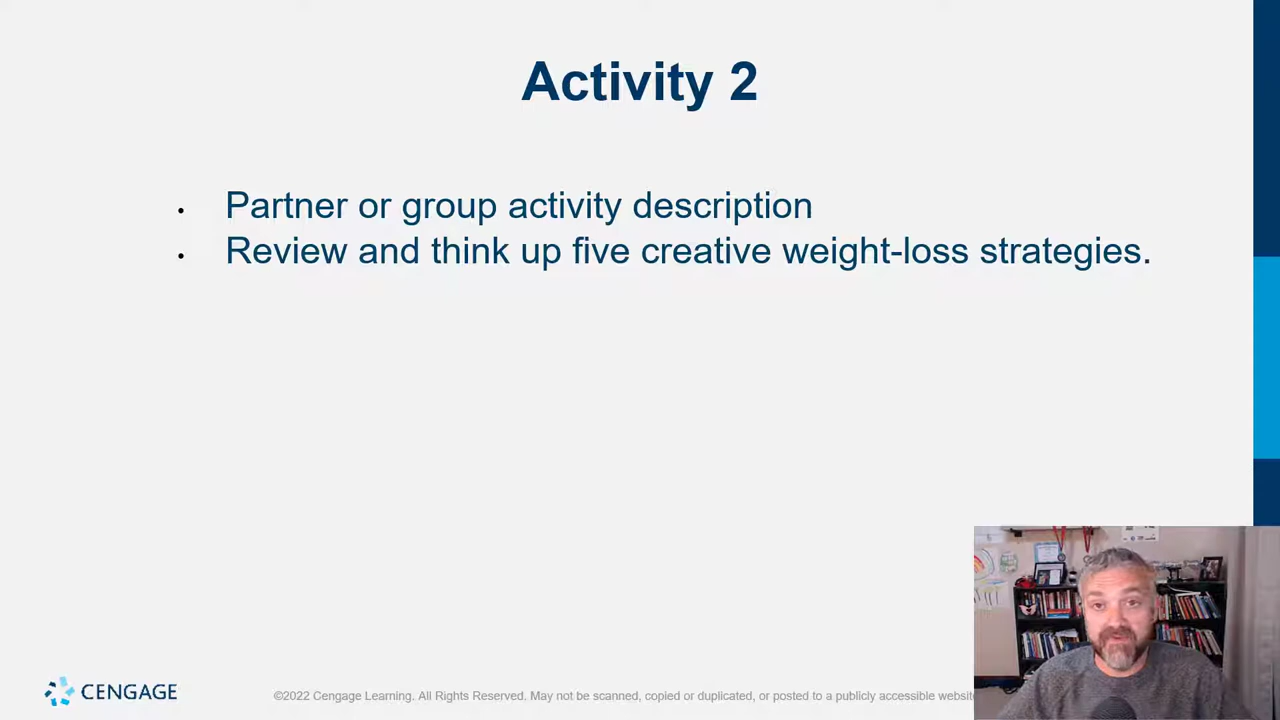 Activity 2
• Partner or group activity description
• Review and think up five creative weight-loss strategies.
CENGAGE
©2022 Cengage Learning. All Rights Reserved. May not be scanned, copied or duplicated, or posted to a publicly accessible website